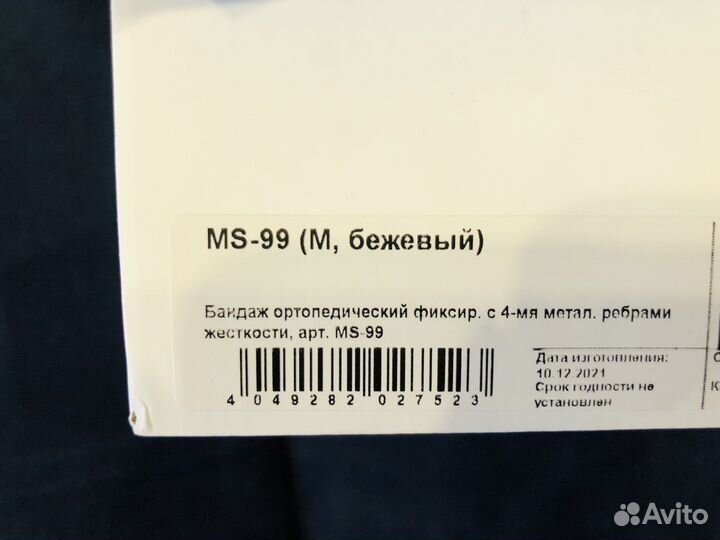 MS-99 (M, бежевый)
Бандаж ортопедический фиксир. с 4-мя метал. ребрами
жесткости, арт. MS-99
4 049282 027523
Дата изготовления:
10.12.2021
Срок годности не
установлен
Avito